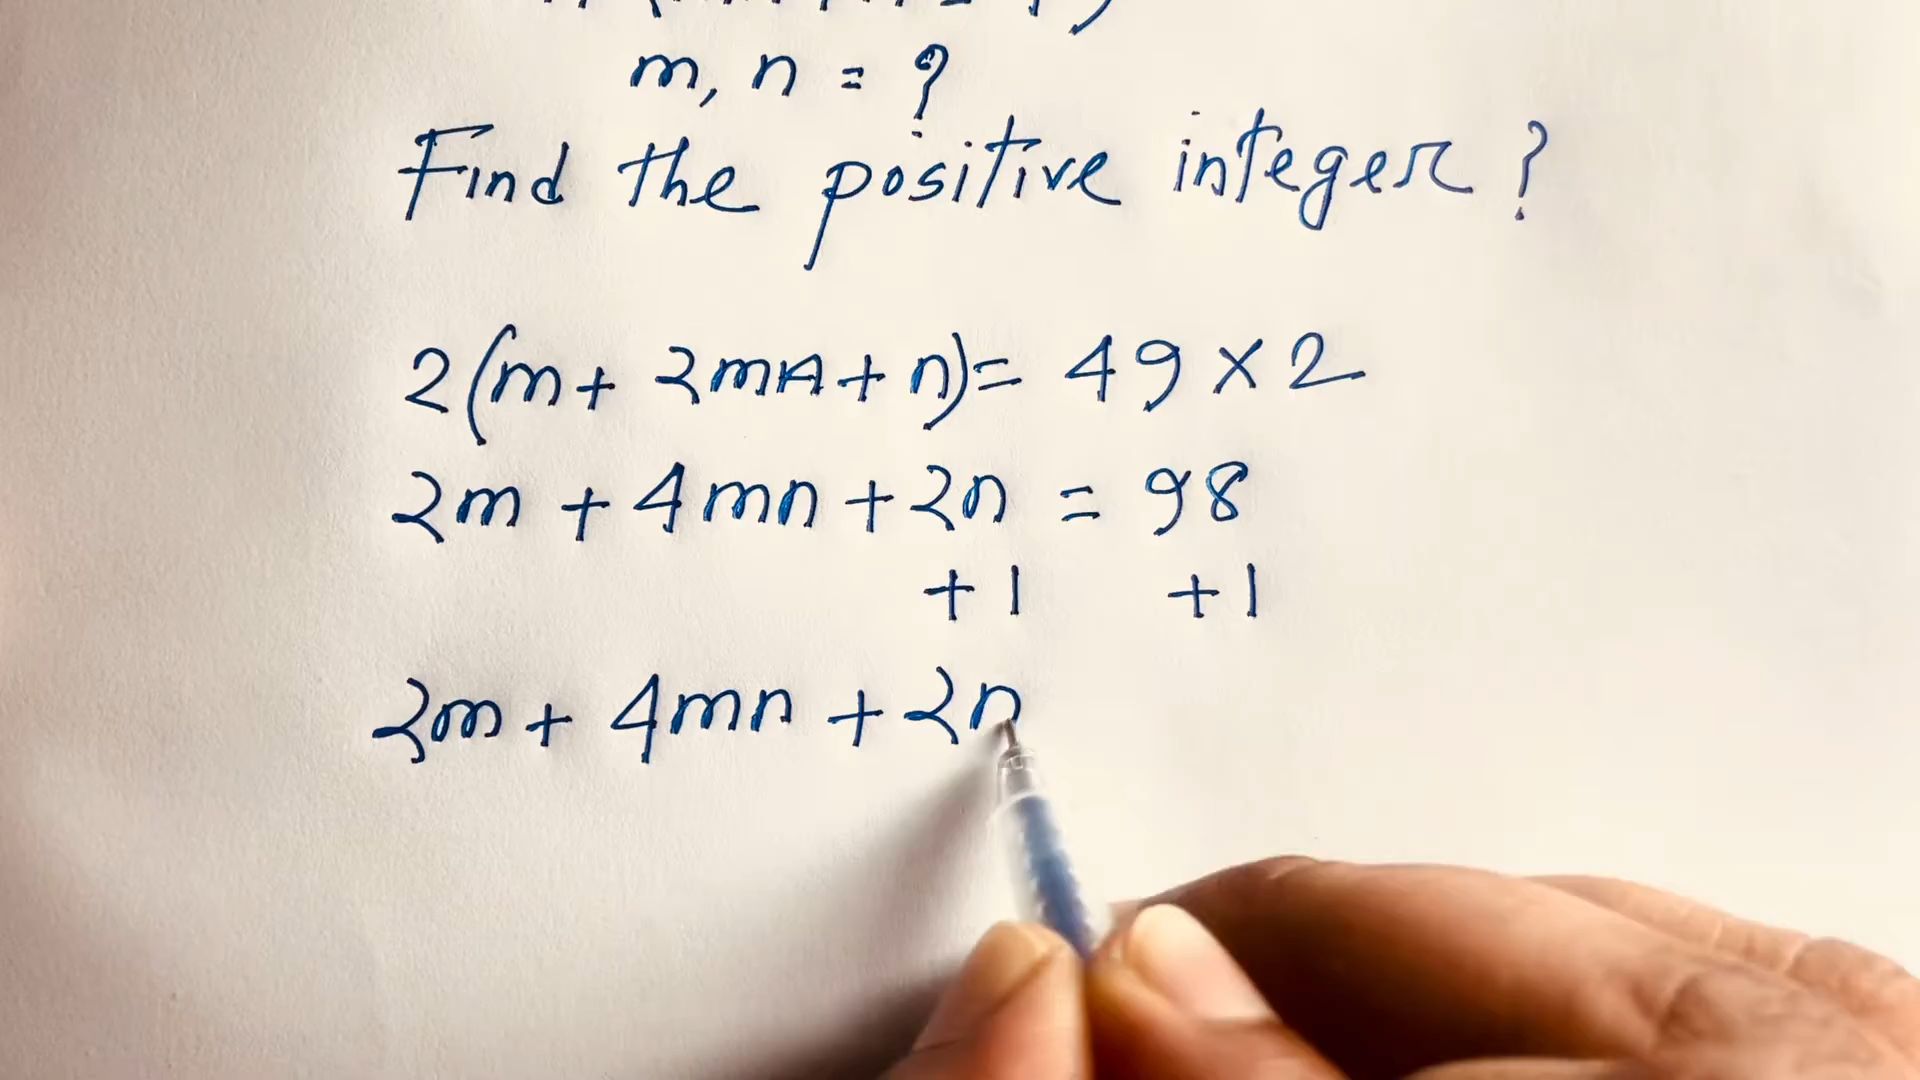 m, n = ?
Find the positive integer ?
2(m + 2mn + n) = 49 × 2
2m + 4mn + 2n = 98
+ 1 + 1
2m + 4mn + 2n